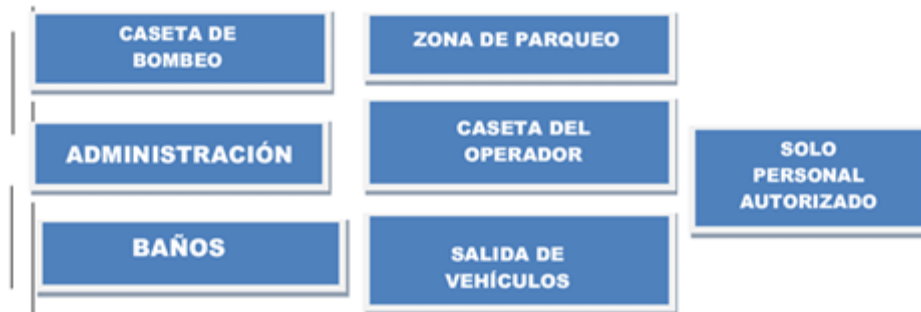 CASETA DE
BOMBEO
ZONA DE PARQUEO
ADMINISTRACIÓN
CASETA DEL
OPERADOR
SOLO
PERSONAL
AUTORIZADO
BAÑOS
SALIDA DE
VEHÍCULOS